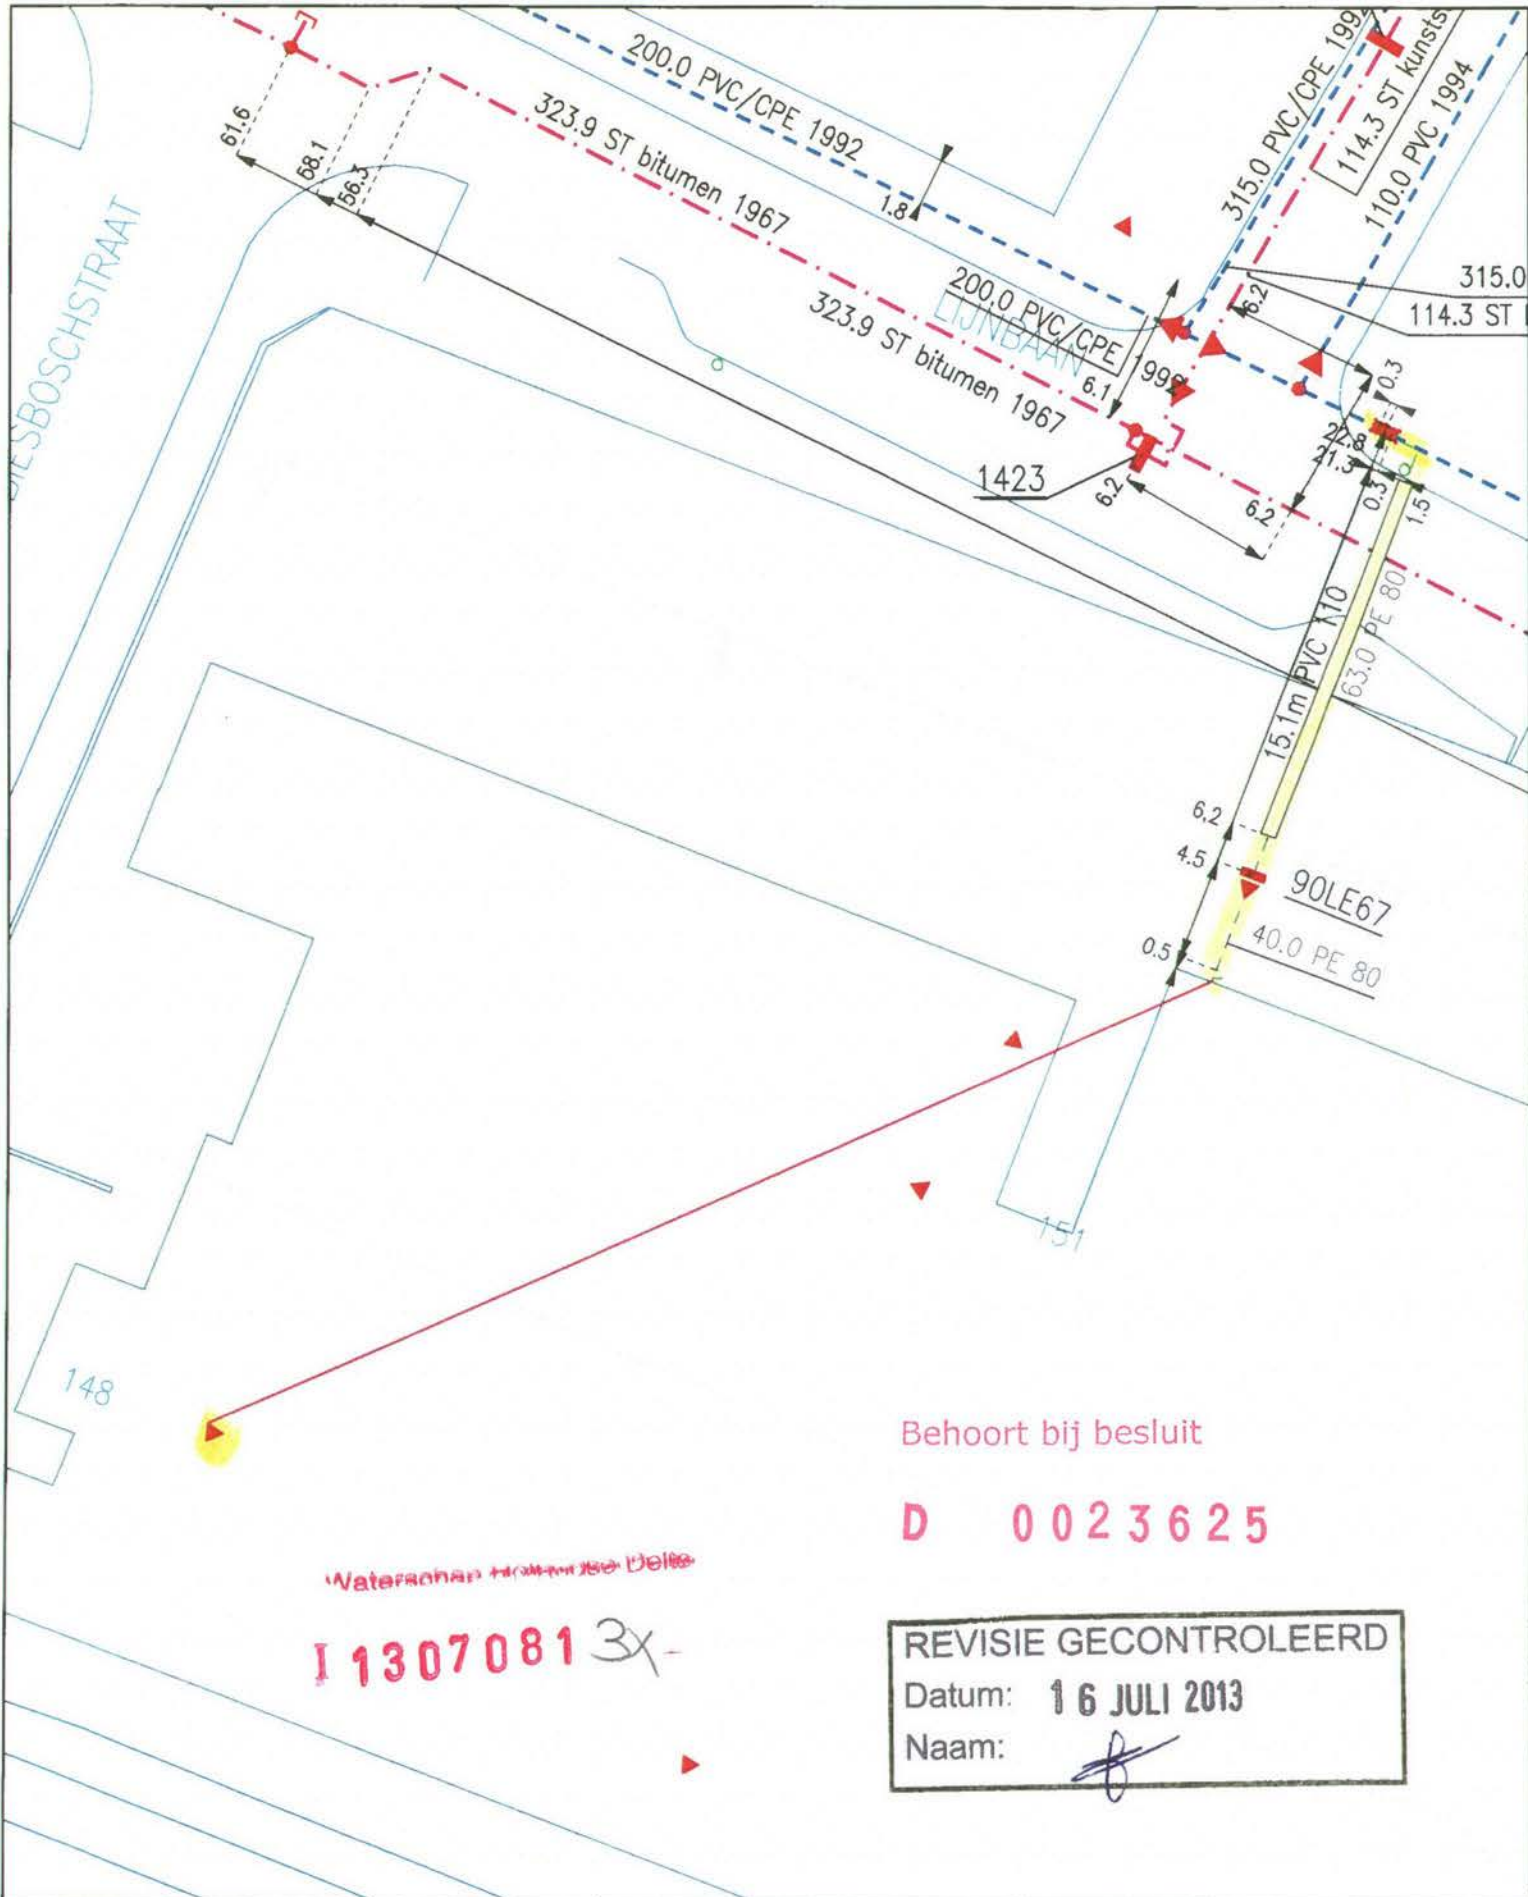 200.0 PVC/CPE 1992
315.0 PVC/CPE 1992
114.3 ST
110.0 PVC 1994
323.9 ST bitumen 1967
61.6
58.1
56.3
1.8
315.0
114.3 ST
200.0 PVC/CPE 1992
LIJNBAAN
323.9 ST bitumen 1967
6.2
6.1
0.3
22.8
21.3
1423
6.2
6.2
0.3
1.5
15.1m PVC 110
63.0 PE 80
6.2
4.5
90LE67
0.5
40.0 PE 80
151
148
Behoort bij besluit
D 0023625
Waterschap
I 1307081 3x
REVISIE GECONTROLEERD
Datum: 16 JULI 2013
Naam: